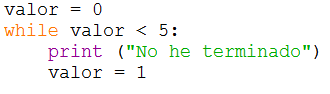 valor = 0
while valor < 5:
    print ("No he terminado")
    valor = 1